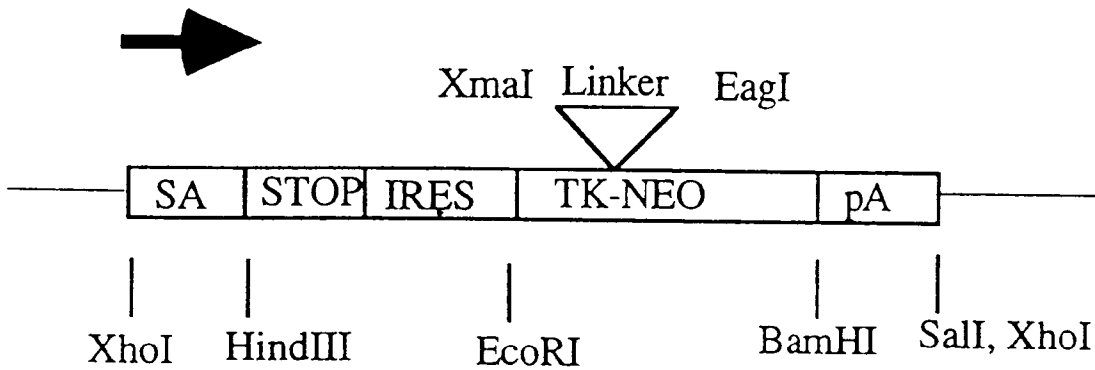 XmaI Linker EagI
SA STOP IRES TK-NEO pA
XhoI HindIII EcoRI BamHI SalI, XhoI